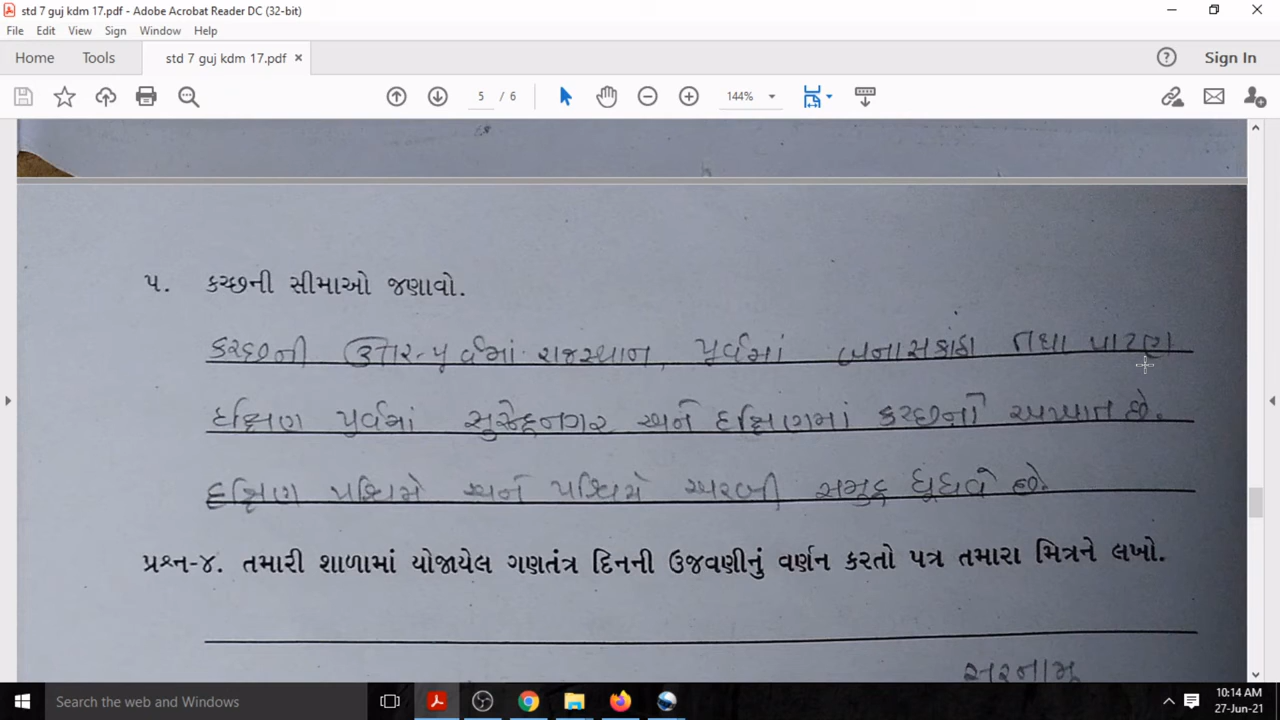 std 7 guj kdm 17.pdf - Adobe Acrobat Reader DC (32-bit)
File Edit View Sign Window Help
Home Tools std 7 guj kdm 17.pdf × Sign In
5 / 6 144%
૫. કચ્છની સીમાઓ જણાવો.
કચ્છની ઉત્તર-પૂર્વમાં રાજસ્થાન, પૂર્વમાં બનાસકાંઠા તથા પાટણ
દક્ષિણ પૂર્વમાં સુરેન્દ્રનગર અને દક્ષિણમાં કચ્છનો અખાત છે.
દક્ષિણ પશ્ચિમે અને પશ્ચિમે અરબી સમુદ્ર ઘૂઘવે છે.
પ્રશ્ન-૪. તમારી શાળામાં યોજાયેલ ગણતંત્ર દિનની ઉજવણીનું વર્ણન કરતો પત્ર તમારા મિત્રને લખો.
સરનામુ
Search the web and Windows
10:14 AM
27-Jun-21